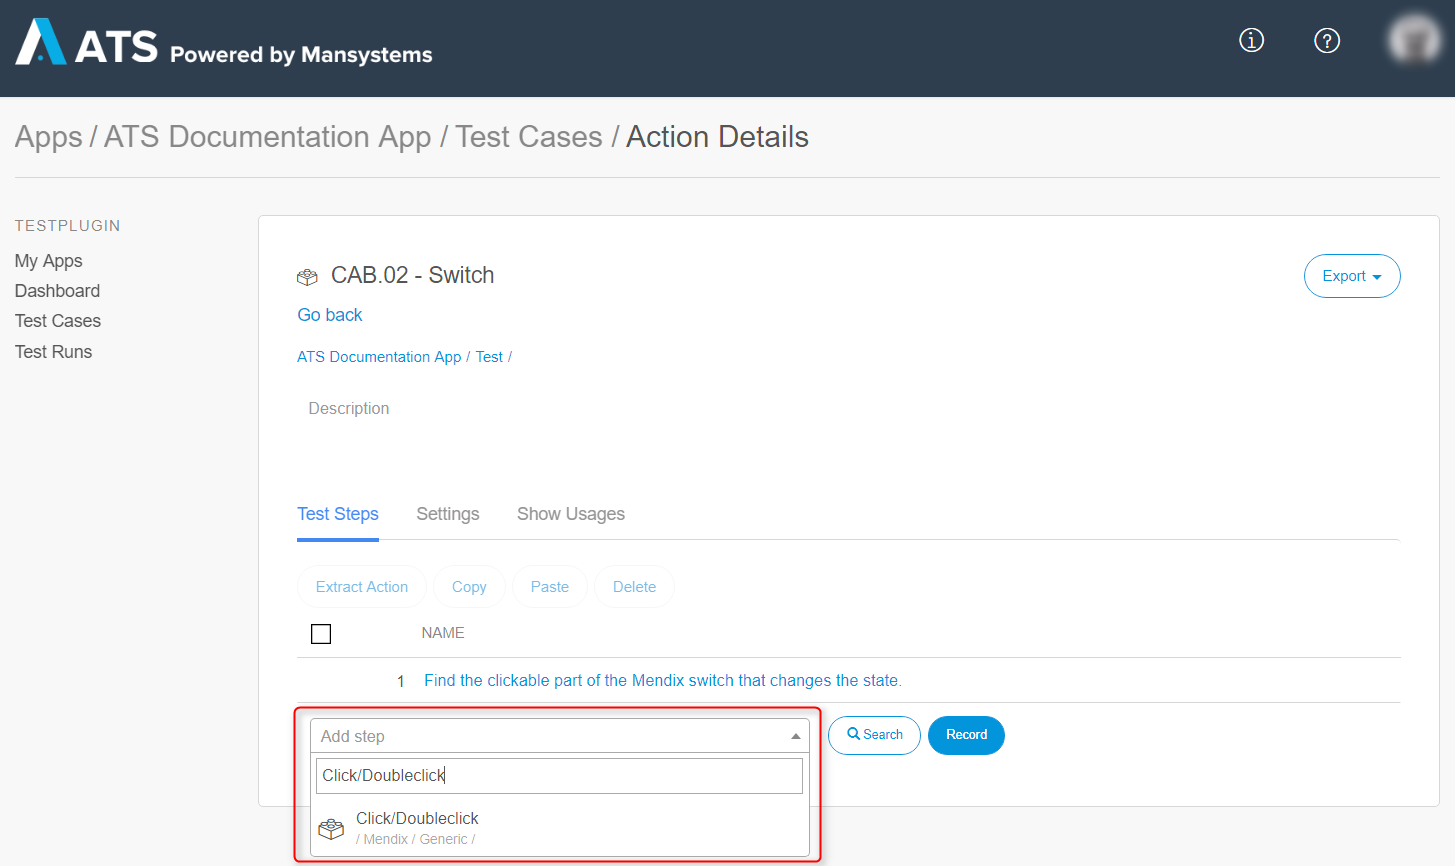 ATS Powered by Mansystems
Apps / ATS Documentation App / Test Cases / Action Details
TESTPLUGIN
My Apps
Dashboard
Test Cases
Test Runs
CAB.02 - Switch
Export
Go back
ATS Documentation App / Test /
Description
Test Steps Settings Show Usages
Extract Action Copy Paste Delete
NAME
1 Find the clickable part of the Mendix switch that changes the state.
Add step
Search Record
Click/Doubleclick
Click/Doubleclick
/ Mendix / Generic /